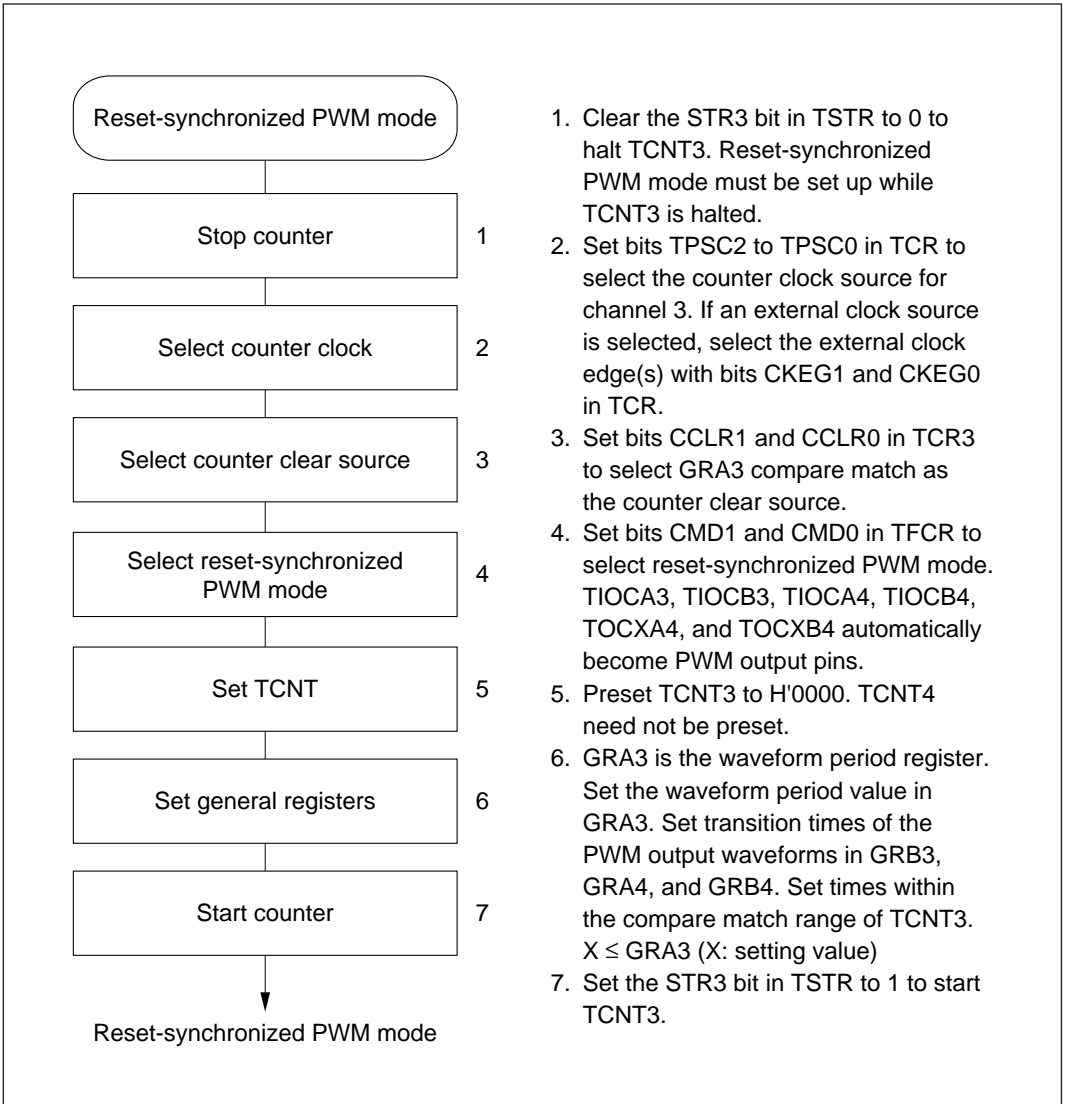 Reset-synchronized PWM mode
Stop counter
1
Select counter clock
2
Select counter clear source
3
Select reset-synchronized
PWM mode
4
Set TCNT
5
Set general registers
6
Start counter
7
Reset-synchronized PWM mode
1. Clear the STR3 bit in TSTR to 0 to
halt TCNT3. Reset-synchronized
PWM mode must be set up while
TCNT3 is halted.
2. Set bits TPSC2 to TPSC0 in TCR to
select the counter clock source for
channel 3. If an external clock source
is selected, select the external clock
edge(s) with bits CKEG1 and CKEG0
in TCR.
3. Set bits CCLR1 and CCLR0 in TCR3
to select GRA3 compare match as
the counter clear source.
4. Set bits CMD1 and CMD0 in TFCR to
select reset-synchronized PWM mode.
TIOCA3, TIOCB3, TIOCA4, TIOCB4,
TOCXA4, and TOCXB4 automatically
become PWM output pins.
5. Preset TCNT3 to H'0000. TCNT4
need not be preset.
6. GRA3 is the waveform period register.
Set the waveform period value in
GRA3. Set transition times of the
PWM output waveforms in GRB3,
GRA4, and GRB4. Set times within
the compare match range of TCNT3.
X ≤ GRA3 (X: setting value)
7. Set the STR3 bit in TSTR to 1 to start
TCNT3.